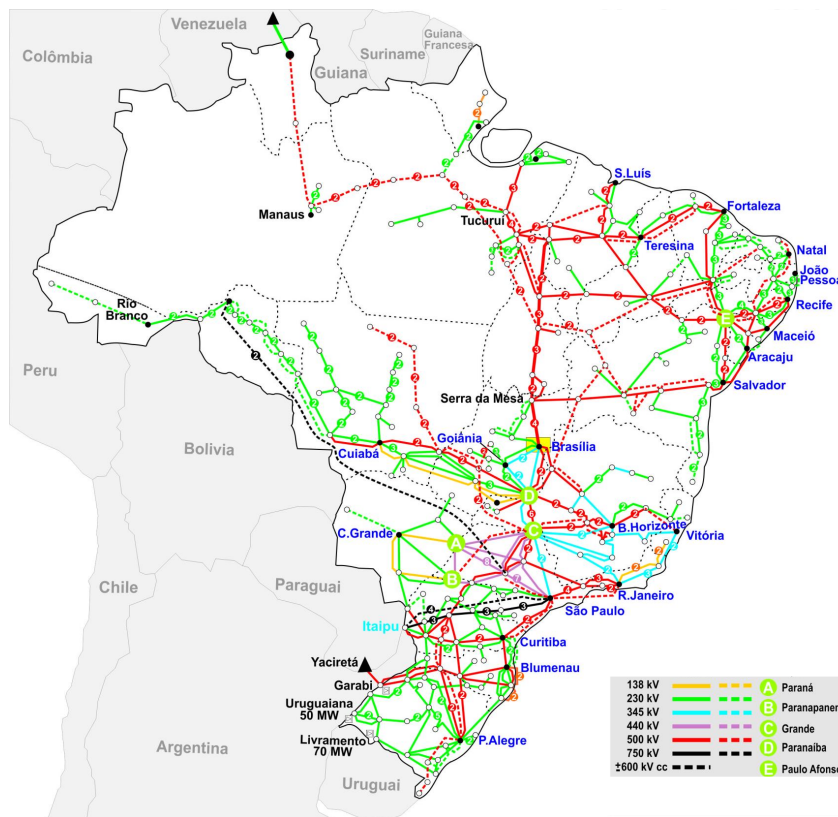 Venezuela
Guiana
Francesa
Suriname
Colômbia
Guiana
S.Luís
Manaus
Tucuruí
Fortaleza
Teresina
Natal
João
Pessoa
Rio
Branco
Recife
E
Maceió
Aracaju
Peru
Salvador
Serra da Mesa
Goiânia
Brasília
Bolivia
Cuiabá
D
B.Horizonte
C.Grande
C
Vitória
A
B
Chile
Paraguai
R.Janeiro
São Paulo
Itaipu
Curitiba
Yaciretá
Blumenau
Garabi
Uruguaiana
50 MW
Livramento
70 MW
P.Alegre
Argentina
Uruguai
138 kV A Paraná
230 kV B Paranapanem
345 kV
440 kV C Grande
500 kV D Paranaíba
750 kV
±600 kV cc E Paulo Afonso